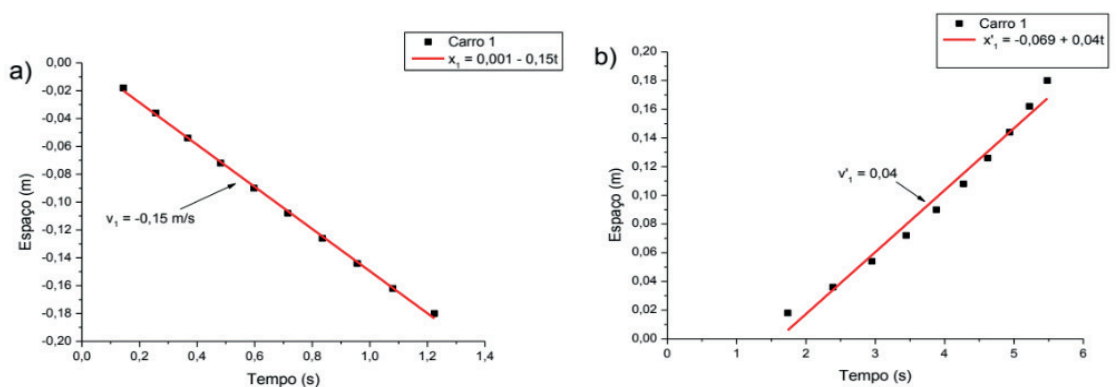 a)
Carro 1
x₁ = 0,001 - 0,15t
0,00
-0,02
-0,04
-0,06
-0,08
-0,10
-0,12
-0,14
-0,16
-0,18
-0,20
Espaço (m)
v₁ = -0,15 m/s
0,0 0,2 0,4 0,6 0,8 1,0 1,2 1,4
Tempo (s)
b)
Carro 1
x'₁ = -0,069 + 0,04t
0,20
0,18
0,16
0,14
0,12
0,10
0,08
0,06
0,04
0,02
0,00
Espaço (m)
v'₁ = 0,04
0 1 2 3 4 5 6
Tempo (s)